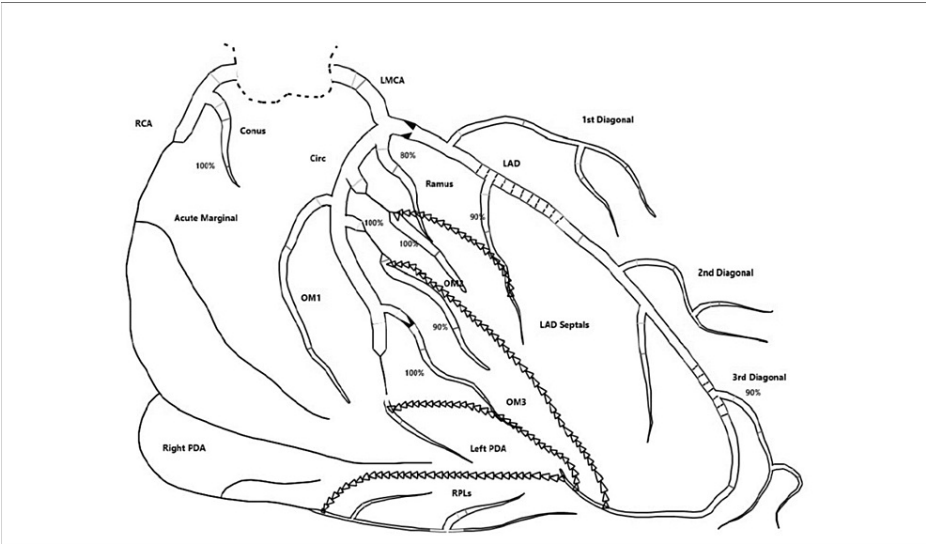 LMCA
RCA
Conus
1st Diagonal
Circ
80%
LAD
100%
Ramus
Acute Marginal
90%
100%
100%
2nd Diagonal
OM1
OM2
LAD Septals
90%
100%
3rd Diagonal
90%
OM3
Right PDA
Left PDA
RPLs